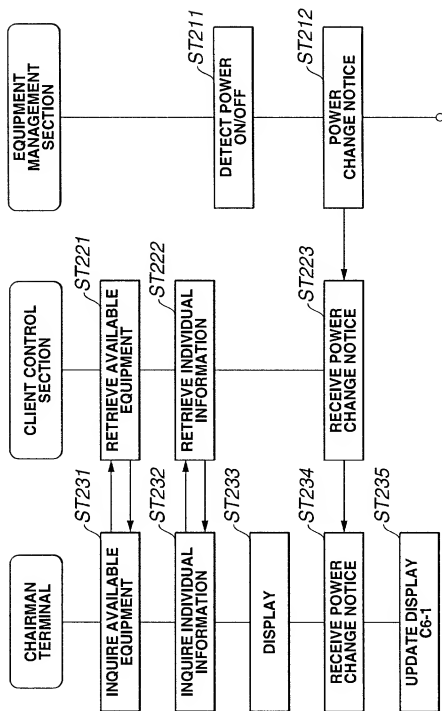 CHAIRMAN
TERMINAL
ST231
INQUIRE AVAILABLE
EQUIPMENT
ST232
INQUIRE INDIVIDUAL
INFORMATION
ST233
DISPLAY
ST234
RECEIVE POWER
CHANGE NOTICE
ST235
UPDATE DISPLAY
C6-1
CLIENT CONTROL
SECTION
ST221
RETRIEVE AVAILABLE
EQUIPMENT
ST222
RETRIEVE INDIVIDUAL
INFORMATION
ST223
RECEIVE POWER
CHANGE NOTICE
EQUIPMENT
MANAGEMENT
SECTION
ST211
DETECT POWER
ON/OFF
ST212
POWER
CHANGE NOTICE